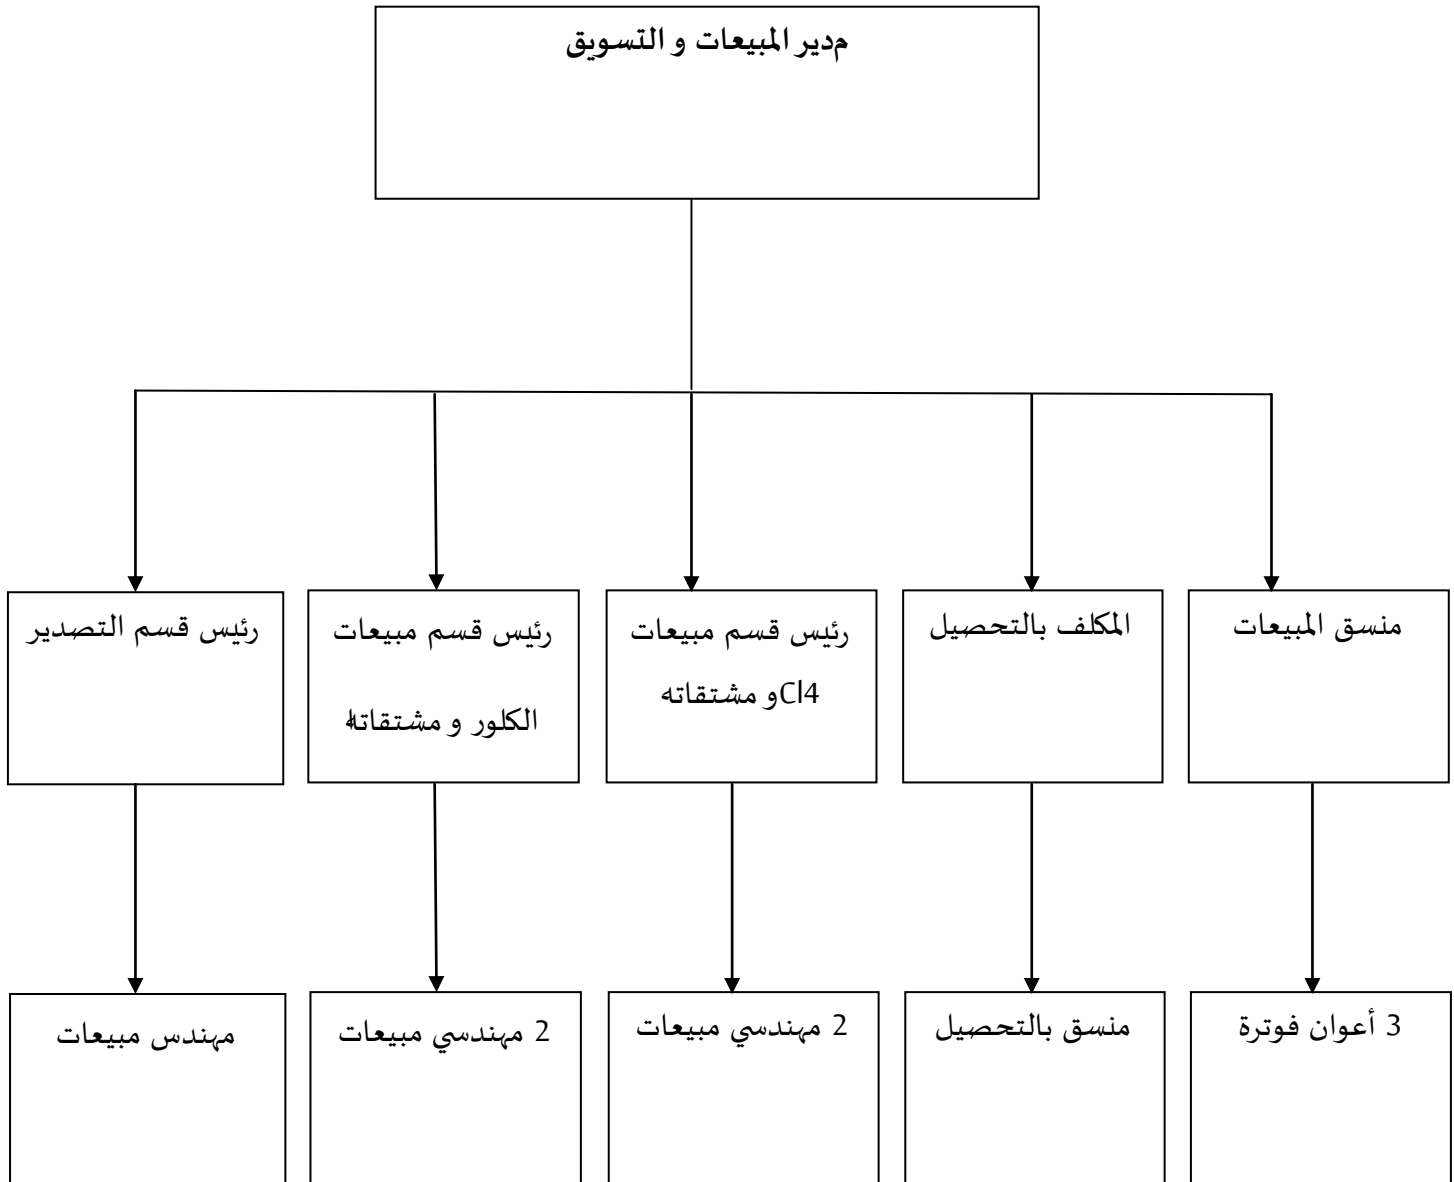 مدير المبيعات و التسويق
منسق المبيعات
المكلف بالتحصيل
رئيس قسم مبيعات
Cl4و مشتقاته
رئيس قسم مبيعات
الكلور و مشتقاته
رئيس قسم التصدير
3 أعوان فوترة
منسق بالتحصيل
2 مهندسي مبيعات
2 مهندسي مبيعات
مهندس مبيعات